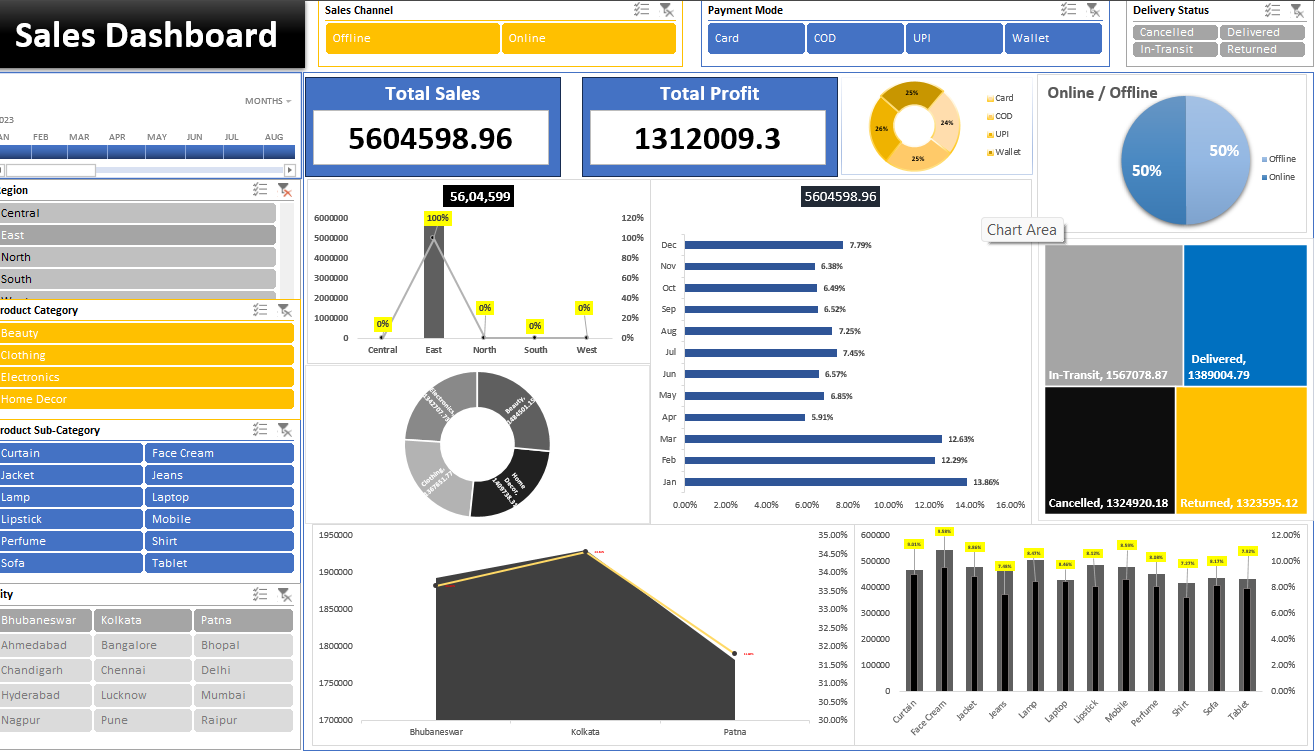 Sales Dashboard
Sales Channel
Offline
Online
Payment Mode
Card
COD
UPI
Wallet
Delivery Status
Cancelled
Delivered
In-Transit
Returned
MONTHS
023
AN FEB MAR APR MAY JUN JUL AUG
egion
Central
East
North
South
roduct Category
Beauty
Clothing
Electronics
Home Decor
roduct Sub-Category
Curtain
Face Cream
Jacket
Jeans
Lamp
Laptop
Lipstick
Mobile
Perfume
Shirt
Sofa
Tablet
ity
Bhubaneswar
Kolkata
Patna
Ahmedabad
Bangalore
Bhopal
Chandigarh
Chennai
Delhi
Hyderabad
Lucknow
Mumbai
Nagpur
Pune
Raipur
Total Sales
5604598.96
Total Profit
1312009.3
25%
24%
25%
26%
Card
COD
UPI
Wallet
Online / Offline
50%
50%
Offline
Online
56,04,599
6000000
5000000
4000000
3000000
2000000
1000000
0
120%
100%
80%
60%
40%
20%
0%
0%
100%
0%
0%
0%
Central East North South West
5604598.96
Dec 7.79%
Nov 6.38%
Oct 6.49%
Sep 6.52%
Aug 7.25%
Jul 7.45%
Jun 6.57%
May 6.85%
Apr 5.91%
Mar 12.63%
Feb 12.29%
Jan 13.86%
0.00% 2.00% 4.00% 6.00% 8.00% 10.00% 12.00% 14.00% 16.00%
Chart Area
In-Transit, 1567078.87
Delivered,
1389004.79
Cancelled, 1324920.18
Returned, 1323595.12
Electronics,
Beauty,
Clothing,
Home
Decor,
1950000
1900000
1850000
1800000
1750000
1700000
35.00%
34.50%
34.00%
33.50%
33.00%
32.50%
32.00%
31.50%
31.00%
30.50%
30.00%
Bhubaneswar Kolkata Patna
600000
500000
400000
300000
200000
100000
0
12.00%
10.00%
8.00%
6.00%
4.00%
2.00%
0.00%
Curtain
Face Cream
Jacket
Jeans
Lamp
Laptop
Lipstick
Mobile
Perfume
Shirt
Sofa
Tablet